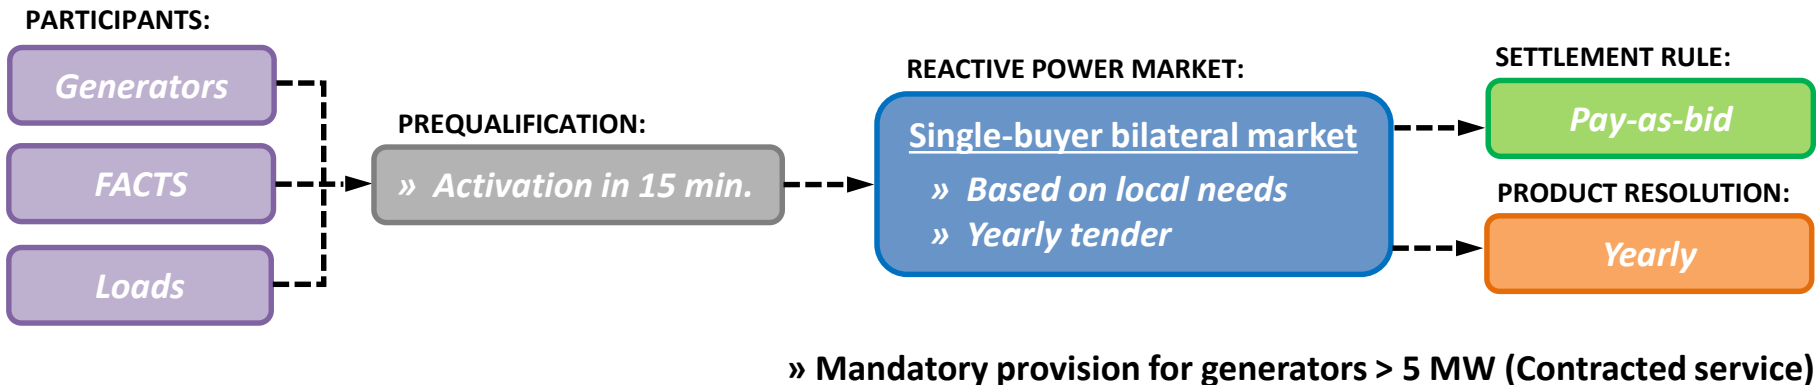 PARTICIPANTS:
Generators
FACTS
Loads
PREQUALIFICATION:
» Activation in 15 min.
REACTIVE POWER MARKET:
Single-buyer bilateral market
» Based on local needs
» Yearly tender
SETTLEMENT RULE:
Pay-as-bid
PRODUCT RESOLUTION:
Yearly
» Mandatory provision for generators > 5 MW (Contracted service)